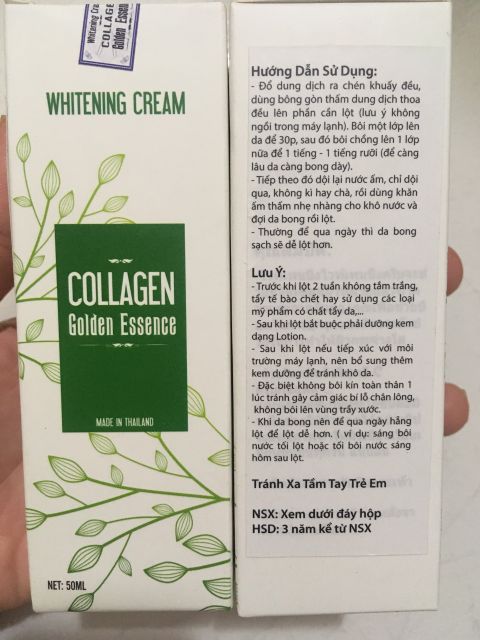 Whitening Cream
COLLAGEN
Golden Essence
WHITENING CREAM
COLLAGEN
Golden Essence
MADE IN THAILAND
NET: 50ML
Hướng Dẫn Sử Dụng:
- Đổ dung dịch ra chén khuấy đều,
dùng bông gòn thấm dung dịch thoa
đều lên phần cần lột (lưu ý không
ngồi trong máy lạnh). Bôi một lớp lên
da để 30p, sau đó bôi chồng lên 1 lớp
nữa để 1 tiếng - 1 tiếng rưỡi (để càng
lâu da càng bong dày).
- Tiếp theo đó dội lại nước ấm, chỉ dội
qua, không kì hay chà, rồi dùng khăn
ấm thấm nhẹ nhàng cho khô nước và
đợi da bong rồi lột.
- Thường để qua ngày thì da bong
sạch sẽ dễ lột hơn.
Lưu Ý:
- Trước khi lột 2 tuần không tắm trắng,
tẩy tế bào chết hay sử dụng các loại
mỹ phẩm có chất tẩy da,...
- Sau khi lột bắt buộc phải dưỡng kem
dạng Lotion.
- Sau khi lột nếu tiếp xúc với môi
trường máy lạnh, nên bổ sung thêm
kem dưỡng để tránh khô da.
- Đặc biệt không bôi kín toàn thân 1
lúc tránh gây cảm giác bí lỗ chân lông,
không bôi lên vùng trầy xước.
- Khi da bong nên để qua ngày hẳng
lột để lột dễ hơn. ( ví dụ: sáng bôi
nước tối lột hoặc tối bôi nước sáng
hôm sau lột.
Tránh Xa Tầm Tay Trẻ Em
NSX: Xem dưới đáy hộp
HSD: 3 năm kể từ NSX